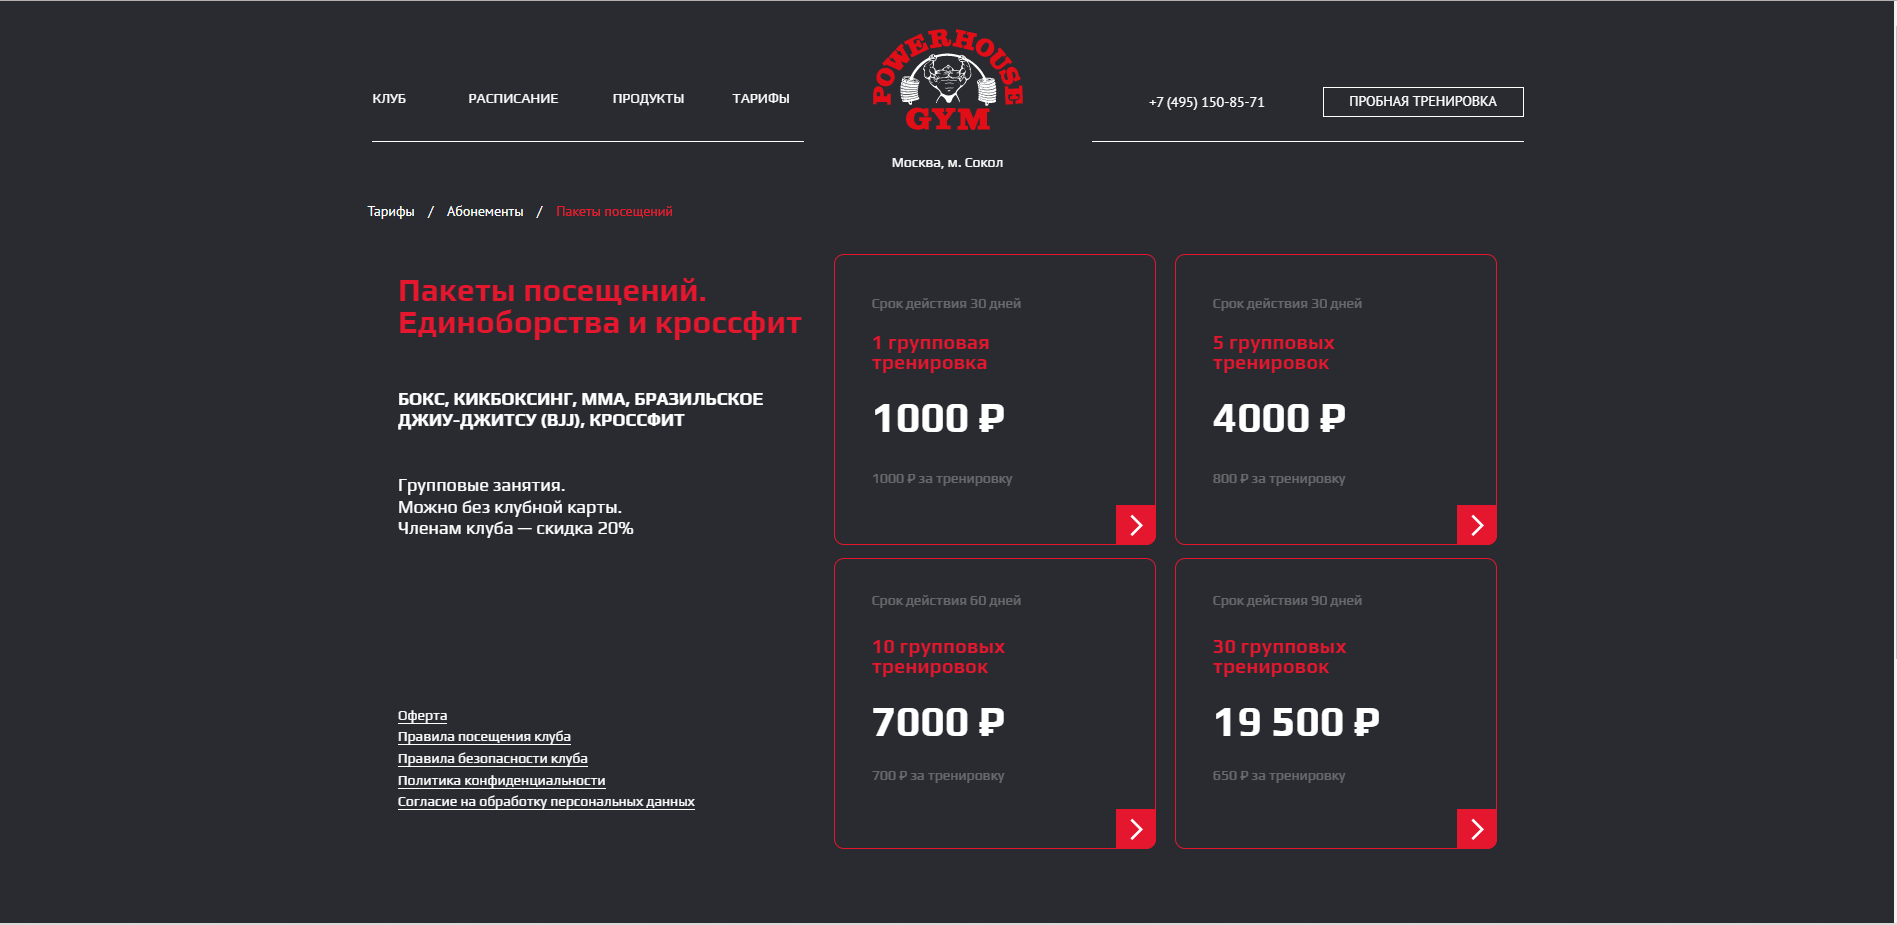 POWERHOUSE
GYM
КЛУБ
РАСПИСАНИЕ
ПРОДУКТЫ
ТАРИФЫ
+7 (495) 150-85-71
ПРОБНАЯ ТРЕНИРОВКА
Москва, м. Сокол
Тарифы / Абонементы / Пакеты посещений
Пакеты посещений.
Единоборства и кроссфит
БОКС, КИКБОКСИНГ, ММА, БРАЗИЛЬСКОЕ
ДЖИУ-ДЖИТСУ (BJJ), КРОССФИТ
Групповые занятия.
Можно без клубной карты.
Членам клуба — скидка 20%
Оферта
Правила посещения клуба
Правила безопасности клуба
Политика конфиденциальности
Согласие на обработку персональных данных
Срок действия 30 дней
1 групповая
тренировка
1000 ₽
1000 ₽ за тренировку
Срок действия 30 дней
5 групповых
тренировок
4000 ₽
800 ₽ за тренировку
Срок действия 60 дней
10 групповых
тренировок
7000 ₽
700 ₽ за тренировку
Срок действия 90 дней
30 групповых
тренировок
19 500 ₽
650 ₽ за тренировку